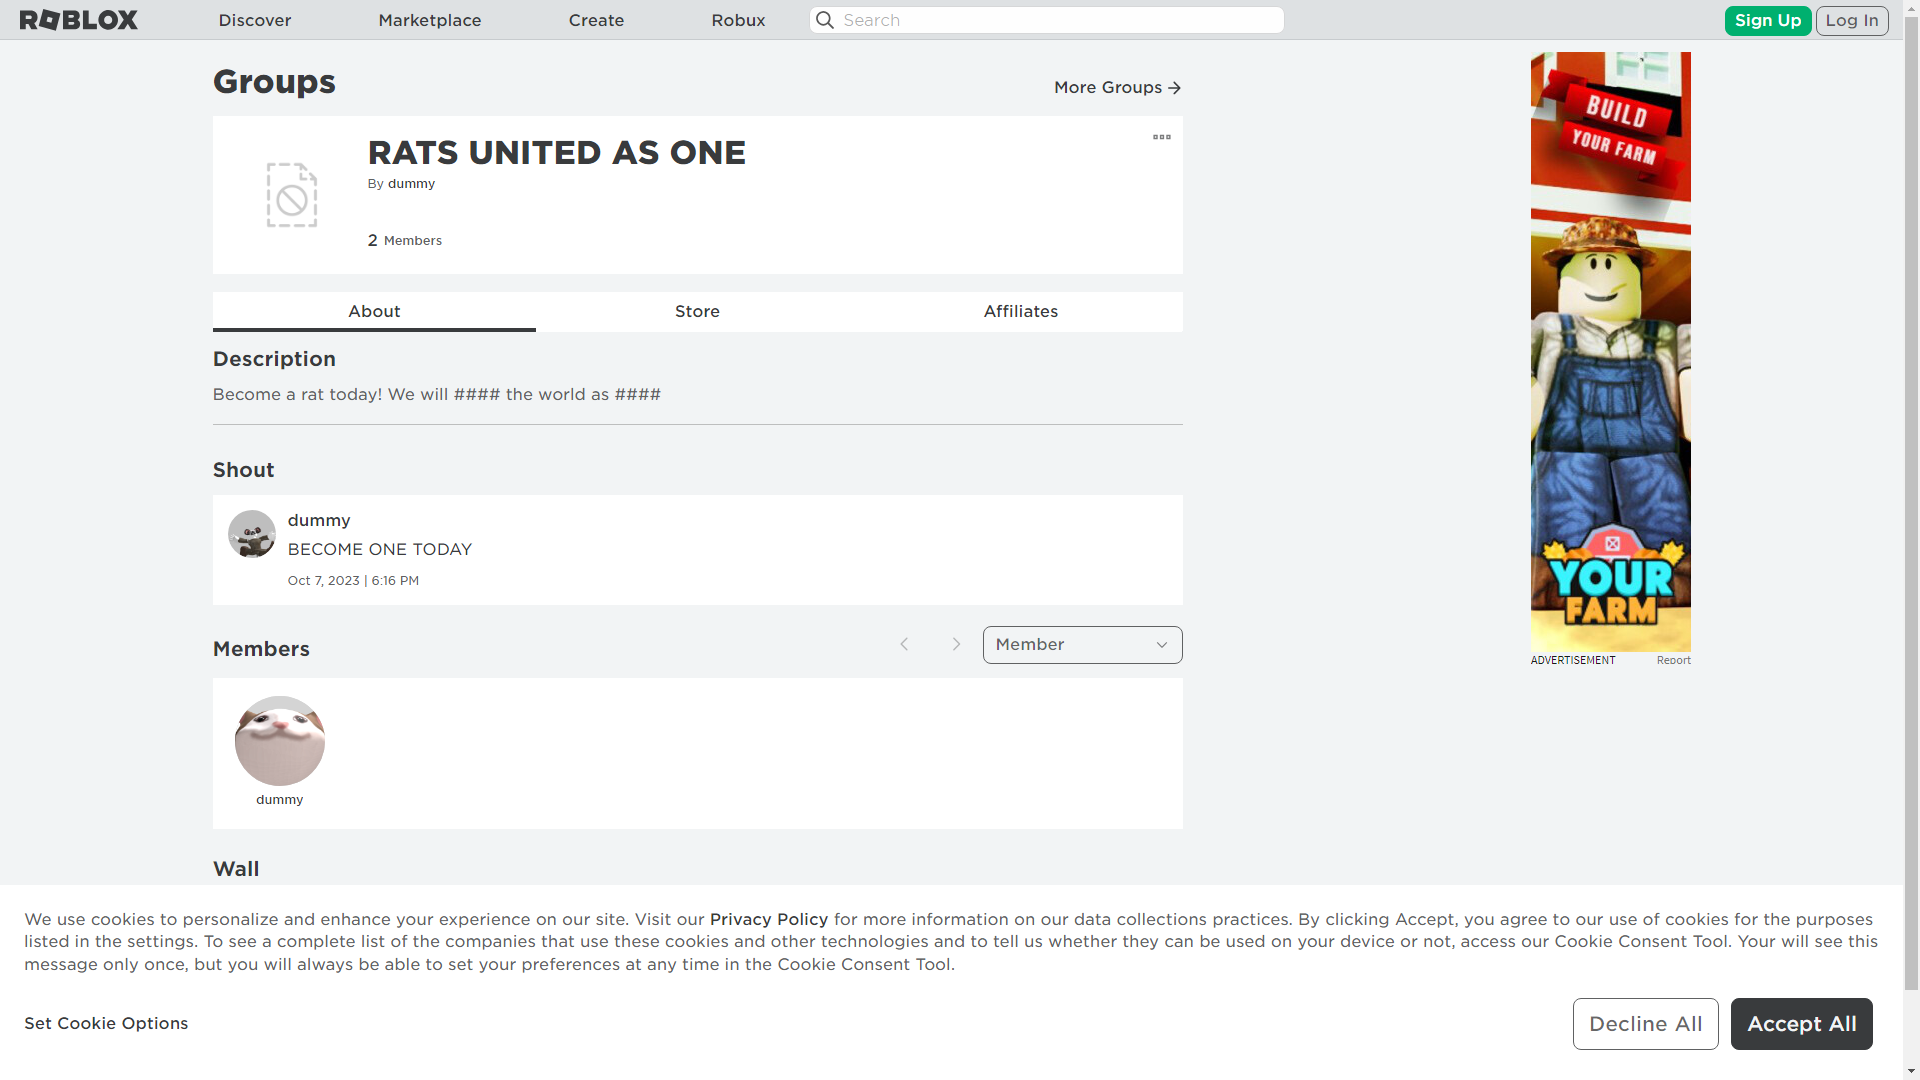 ROBLOX
Discover
Marketplace
Create
Robux
Search
Sign Up
Log In
Groups
More Groups
RATS UNITED AS ONE
By dummy
2 Members
About
Store
Affiliates
Description
Become a rat today! We will #### the world as ####
Shout
dummy
BECOME ONE TODAY
Oct 7, 2023 | 6:16 PM
Members
Member
dummy
Wall
BUILD
YOUR FARM
YOUR
FARM
ADVERTISEMENT
Report
We use cookies to personalize and enhance your experience on our site. Visit our Privacy Policy for more information on our data collections practices. By clicking Accept, you agree to our use of cookies for the purposes
listed in the settings. To see a complete list of the companies that use these cookies and other technologies and to tell us whether they can be used on your device or not, access our Cookie Consent Tool. Your will see this
message only once, but you will always be able to set your preferences at any time in the Cookie Consent Tool.
Set Cookie Options
Decline All
Accept All